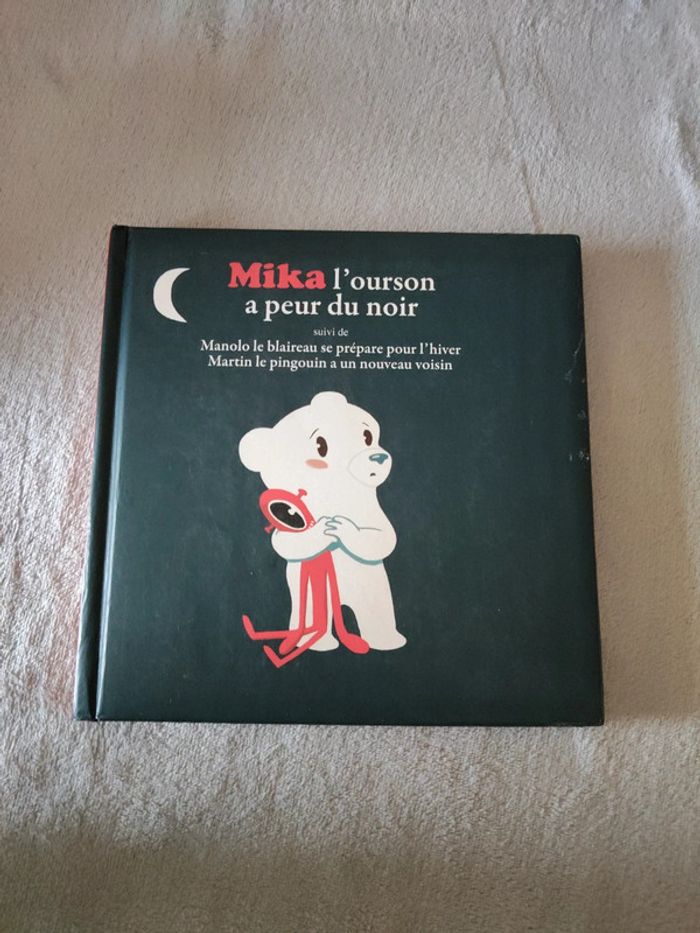 Mika l'ourson
a peur du noir
suivi de
Manolo le blaireau se prépare pour l'hiver
Martin le pingouin a un nouveau voisin